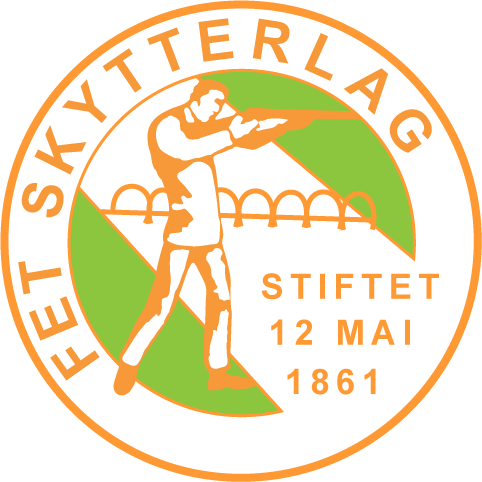 FET SKYTTERLAG
STIFTET
12 MAI
1861